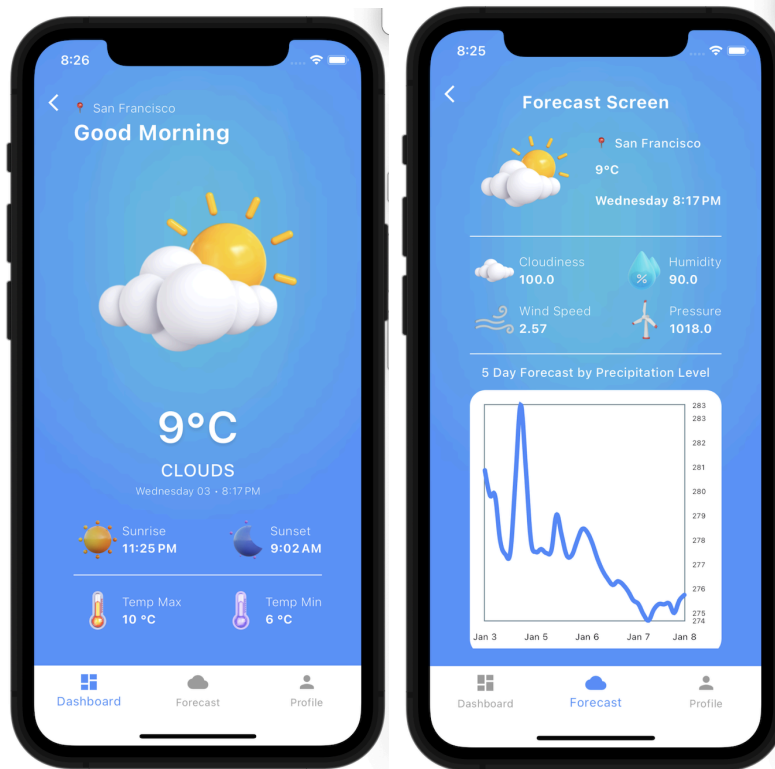 8:26
San Francisco
Good Morning
9°C
CLOUDS
Wednesday 03 • 8:17 PM
Sunrise
11:25 PM
Sunset
9:02 AM
Temp Max
10 °C
Temp Min
6 °C
Dashboard
Forecast
Profile
8:25
Forecast Screen
San Francisco
9°C
Wednesday 8:17 PM
Cloudiness
100.0
%
Humidity
90.0
Wind Speed
2.57
Pressure
1018.0
5 Day Forecast by Precipitation Level
283
283
282
281
280
279
278
277
276
275
274
Jan 3 Jan 5 Jan 6 Jan 7 Jan 8
Dashboard
Forecast
Profile